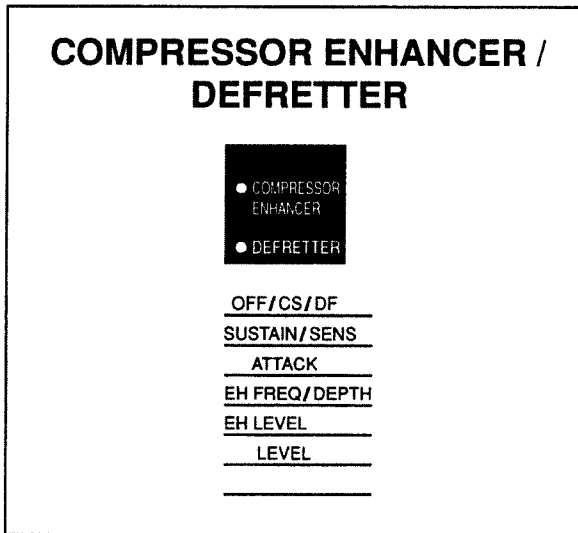 COMPRESSOR ENHANCER /
DEFRETTER
COMPRESSOR
ENHANCER
DEFRETTER
OFF/CS/DF
SUSTAIN/SENS
ATTACK
EH FREQ/DEPTH
EH LEVEL
LEVEL